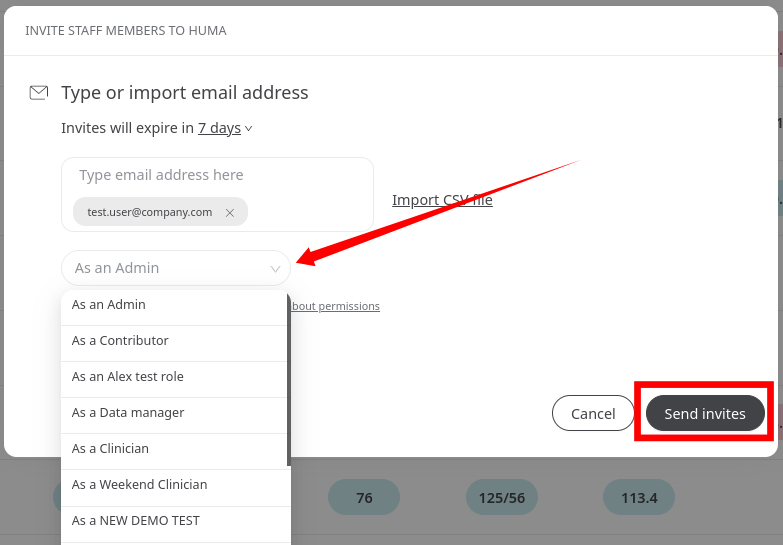 INVITE STAFF MEMBERS TO HUMA
Type or import email address
Invites will expire in 7 days
Type email address here
test.user@company.com
Import CSV file
As an Admin
bout permissions
As an Admin
As a Contributor
As an Alex test role
As a Data manager
As a Clinician
As a Weekend Clinician
As a NEW DEMO TEST
Cancel
Send invites
76
125/56
113.4